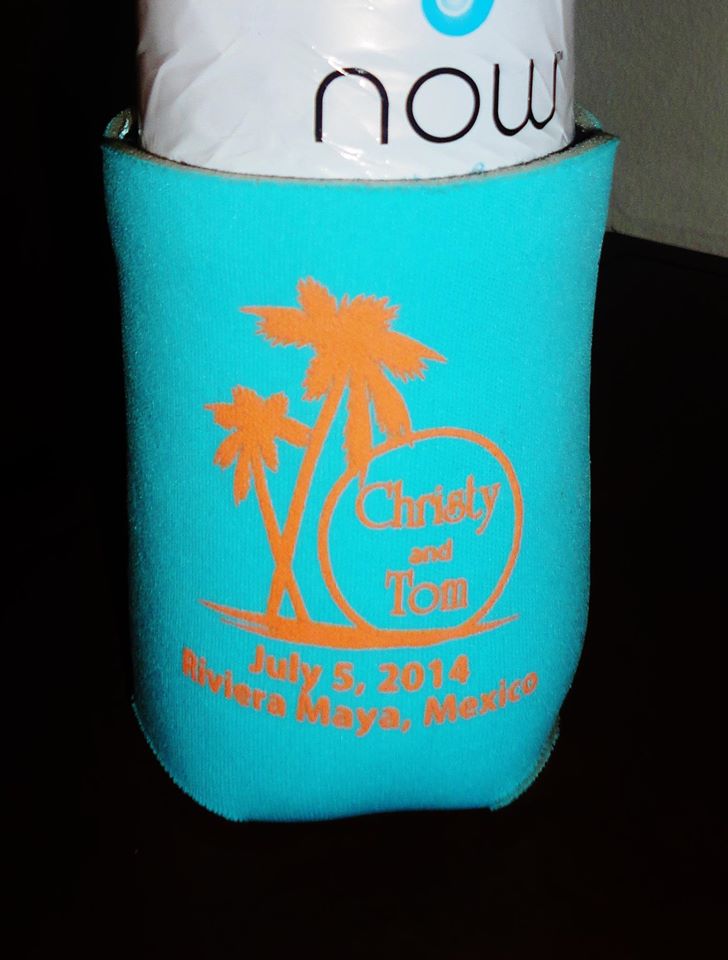 now
Christy
and
Tom
July 5, 2014
Riviera Maya, Mexico